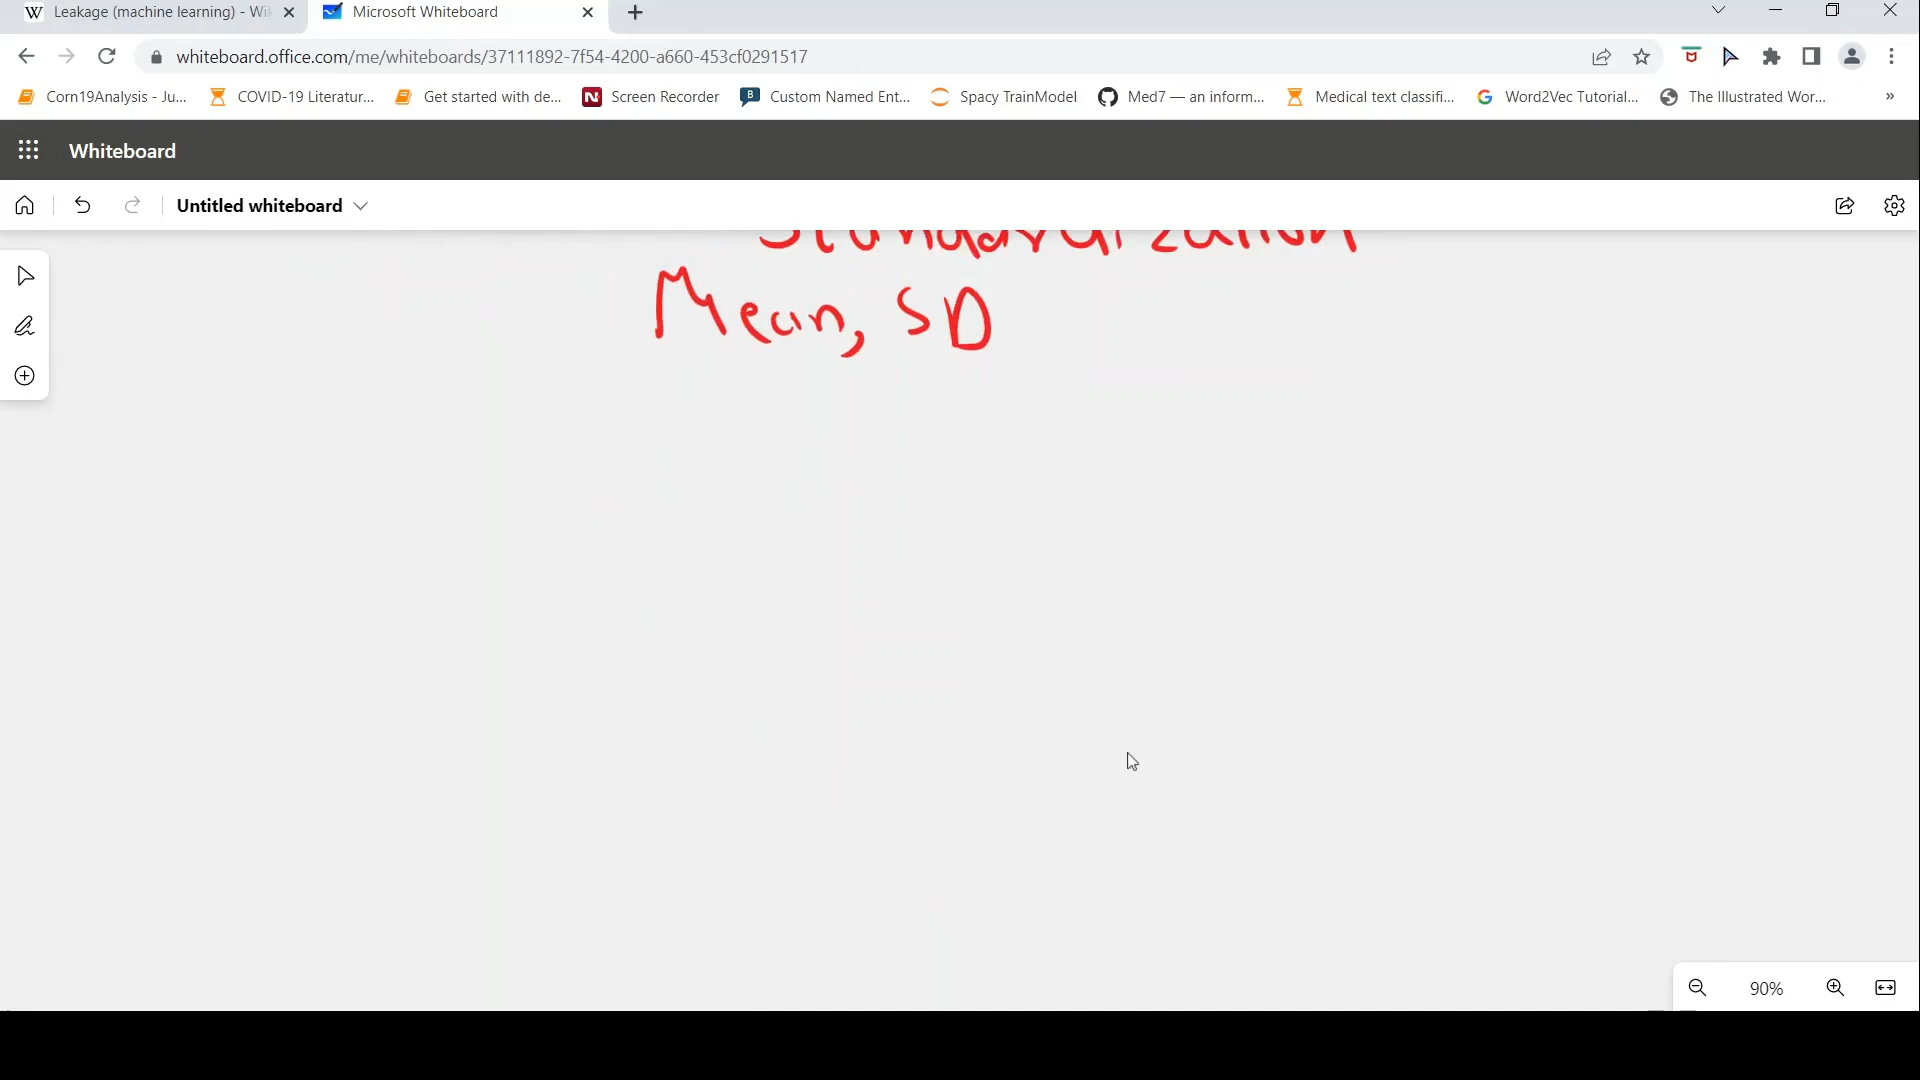 Leakage (machine learning) - Wi
Microsoft Whiteboard
whiteboard.office.com/me/whiteboards/37111892-7f54-4200-a660-453cf0291517
Corn19Analysis - Ju...
COVID-19 Literatur...
Get started with de...
N Screen Recorder
B Custom Named Ent...
Spacy TrainModel
Med7 — an inform...
Medical text classifi...
Word2Vec Tutorial...
The Illustrated Wor...
»
Whiteboard
Untitled whiteboard
Standardization
Mean, SD
90%